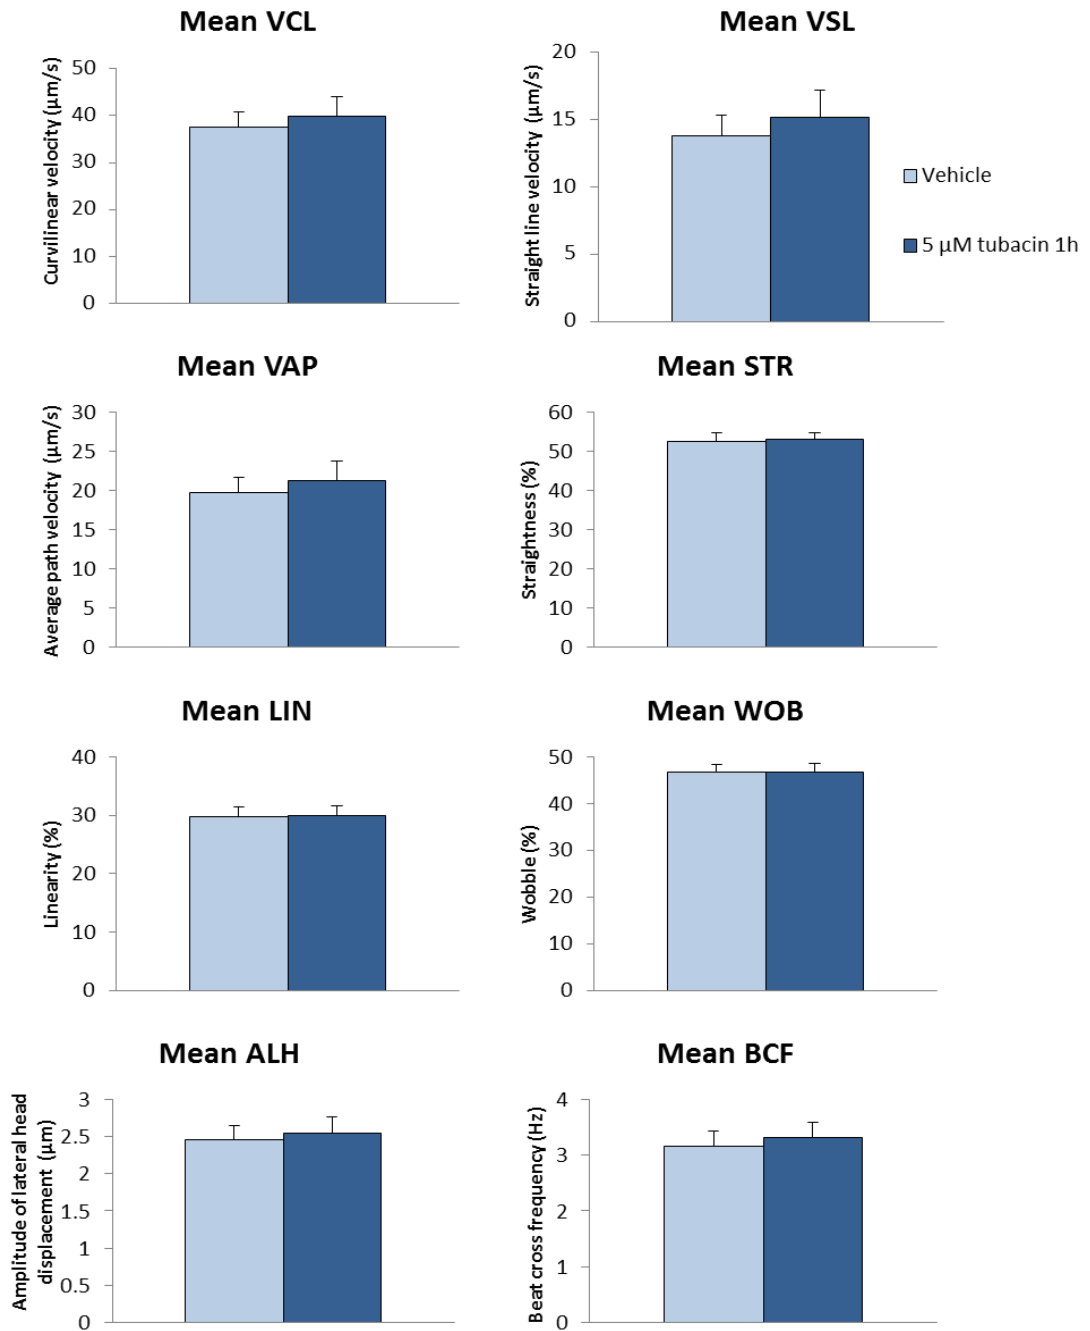 Mean VCL
Curvilinear velocity (µm/s)
50
40
30
20
10
0
Mean VSL
Straight line velocity (µm/s)
20
15
10
5
0
Vehicle
5 µM tubacin 1h
Mean VAP
Average path velocity (µm/s)
30
25
20
15
10
5
0
Mean STR
Straightness (%)
60
50
40
30
20
10
0
Mean LIN
Linearity (%)
40
30
20
10
0
Mean WOB
Wobble (%)
50
40
30
20
10
0
Mean ALH
Amplitude of lateral head
displacement (µm)
3
2.5
2
1.5
1
0.5
0
Mean BCF
Beat cross frequency (Hz)
4
3
2
1
0